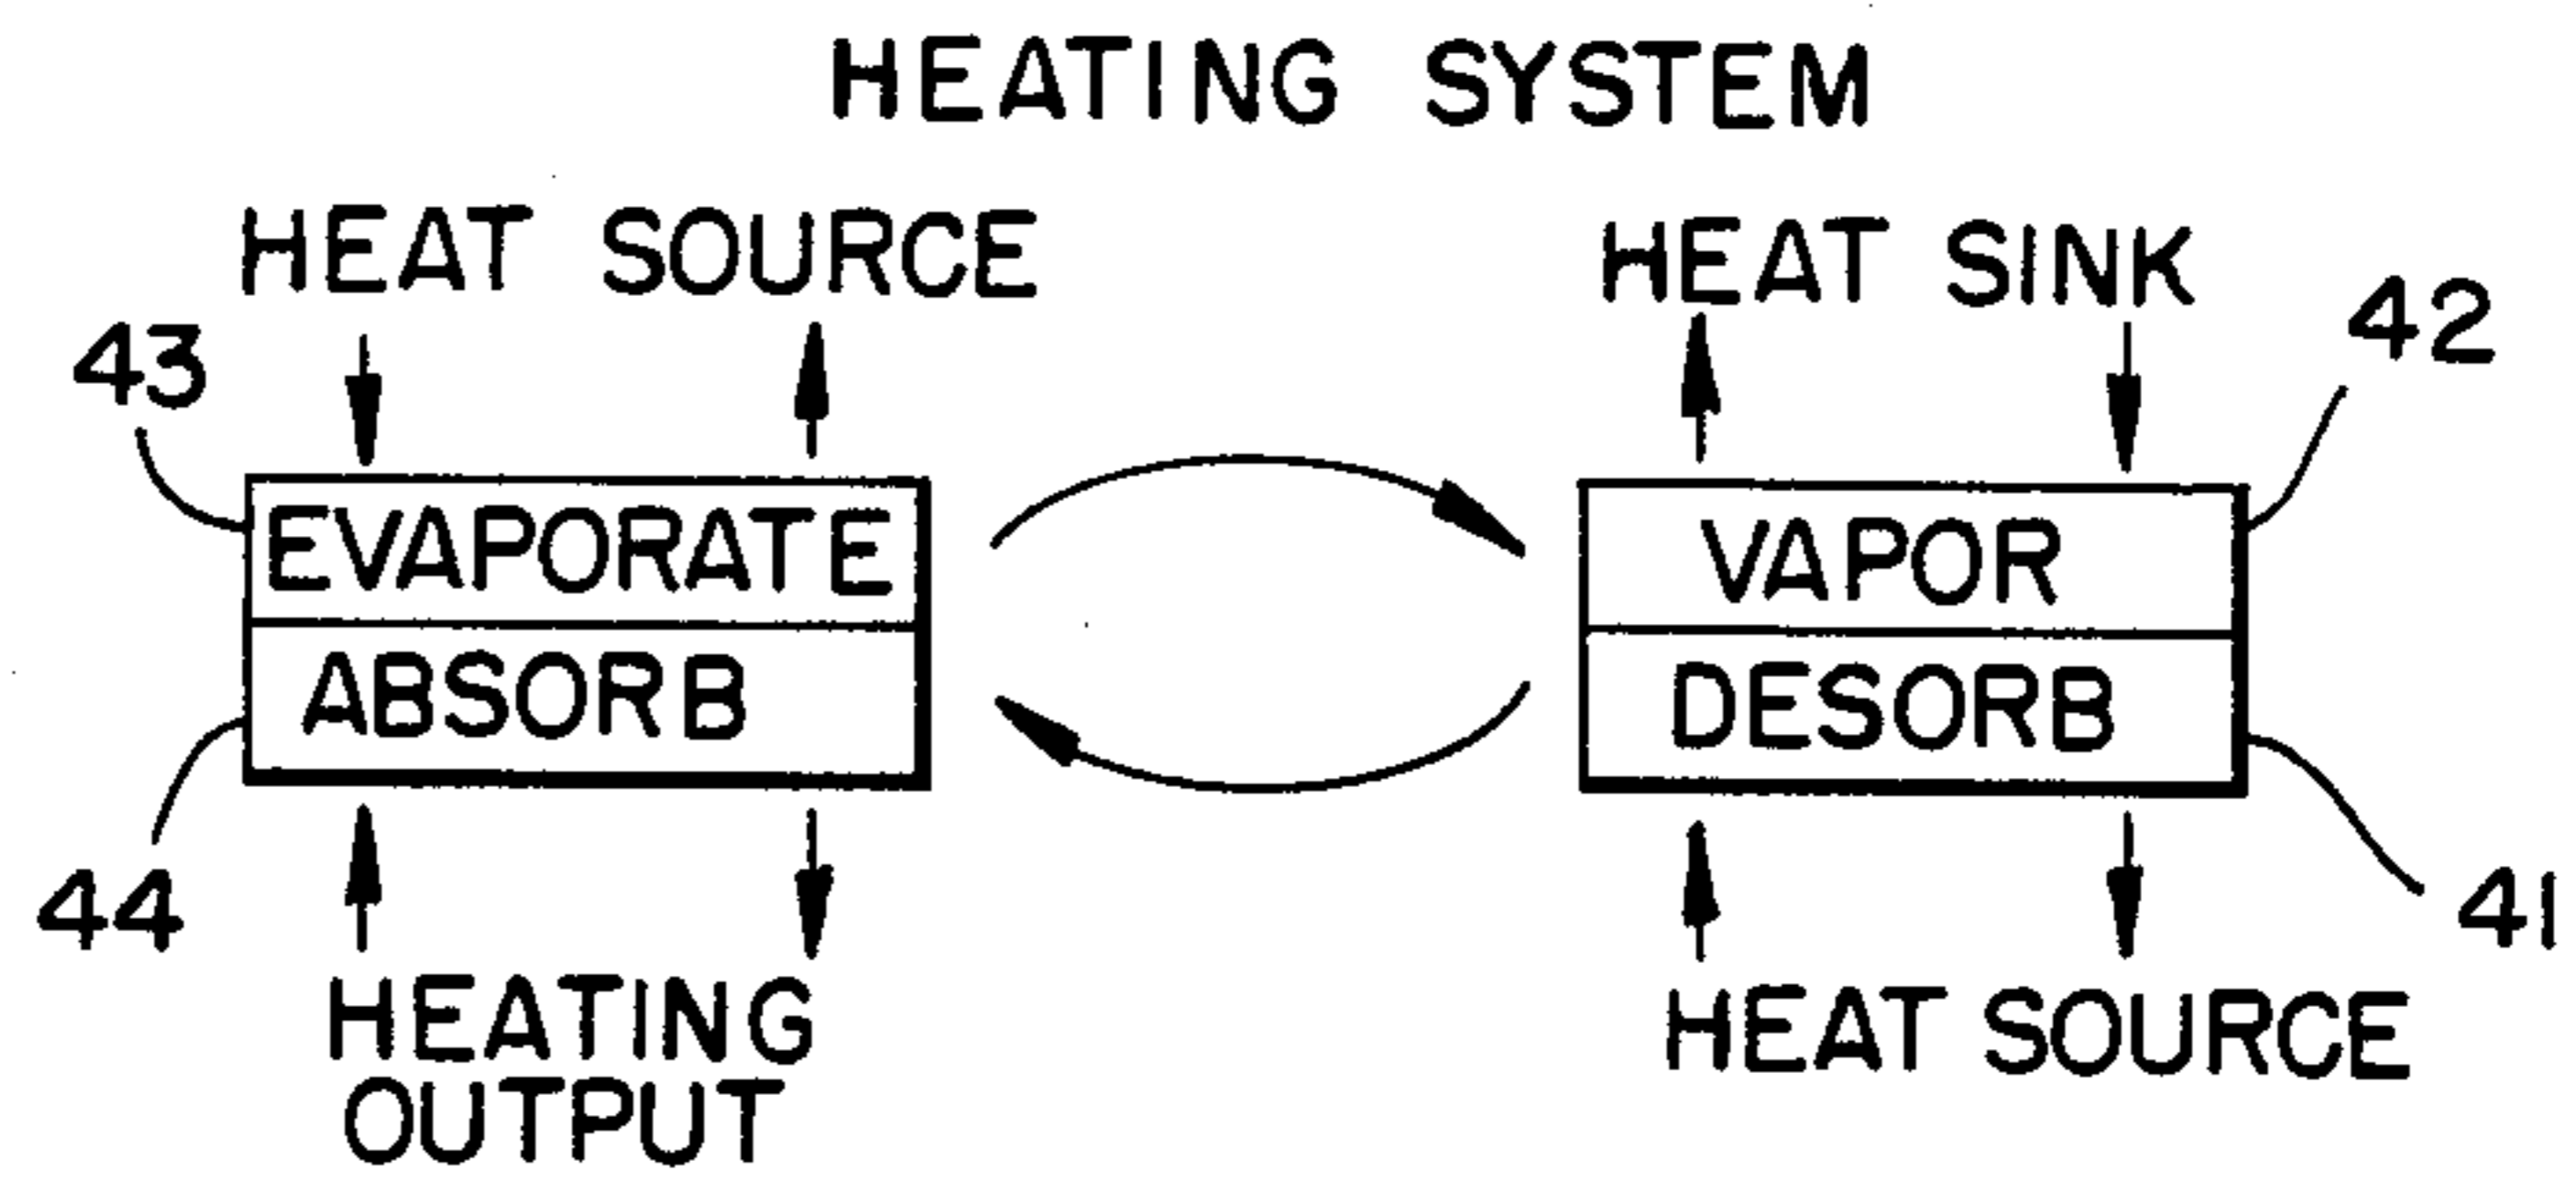 HEATING SYSTEM
HEAT SOURCE
HEAT SINK
43
42
EVAPORATE
VAPOR
ABSORB
DESORB
44
41
HEATING
OUTPUT
HEAT SOURCE